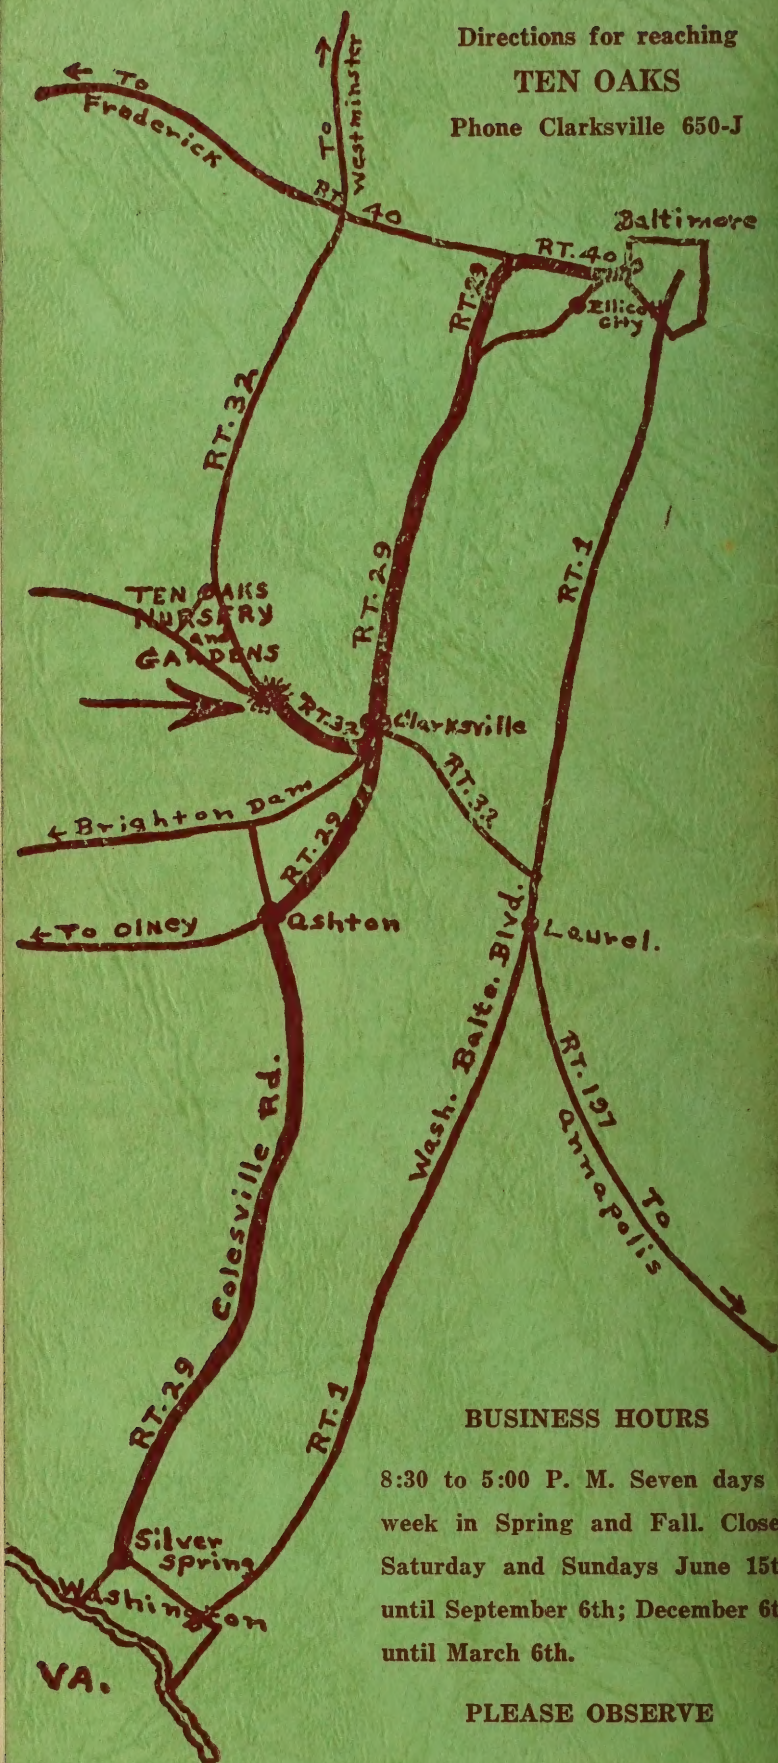 Directions for reaching
TEN OAKS
Phone Clarksville 650-J
← To
Frederick
To →
Westminster
RT. 40
Baltimore
RT. 40
RT. 29
Ellicott
City
RT. 32
RT. 29
RT. 1
TEN OAKS
NURSERY
and
GARDENS
RT. 32
Clarksville
RT. 32
← Brighton Dam
RT. 29
← To OlNEy
Ashton
Laurel.
Wash. Balto. Blvd.
RT. 197
To
Annapolis →
Colesville Rd.
RT. 29
RT. 1
Silver
Spring
Washington
VA.
BUSINESS HOURS
8:30 to 5:00 P. M. Seven days
week in Spring and Fall. Close
Saturday and Sundays June 15t
until September 6th; December 6t
until March 6th.
PLEASE OBSERVE